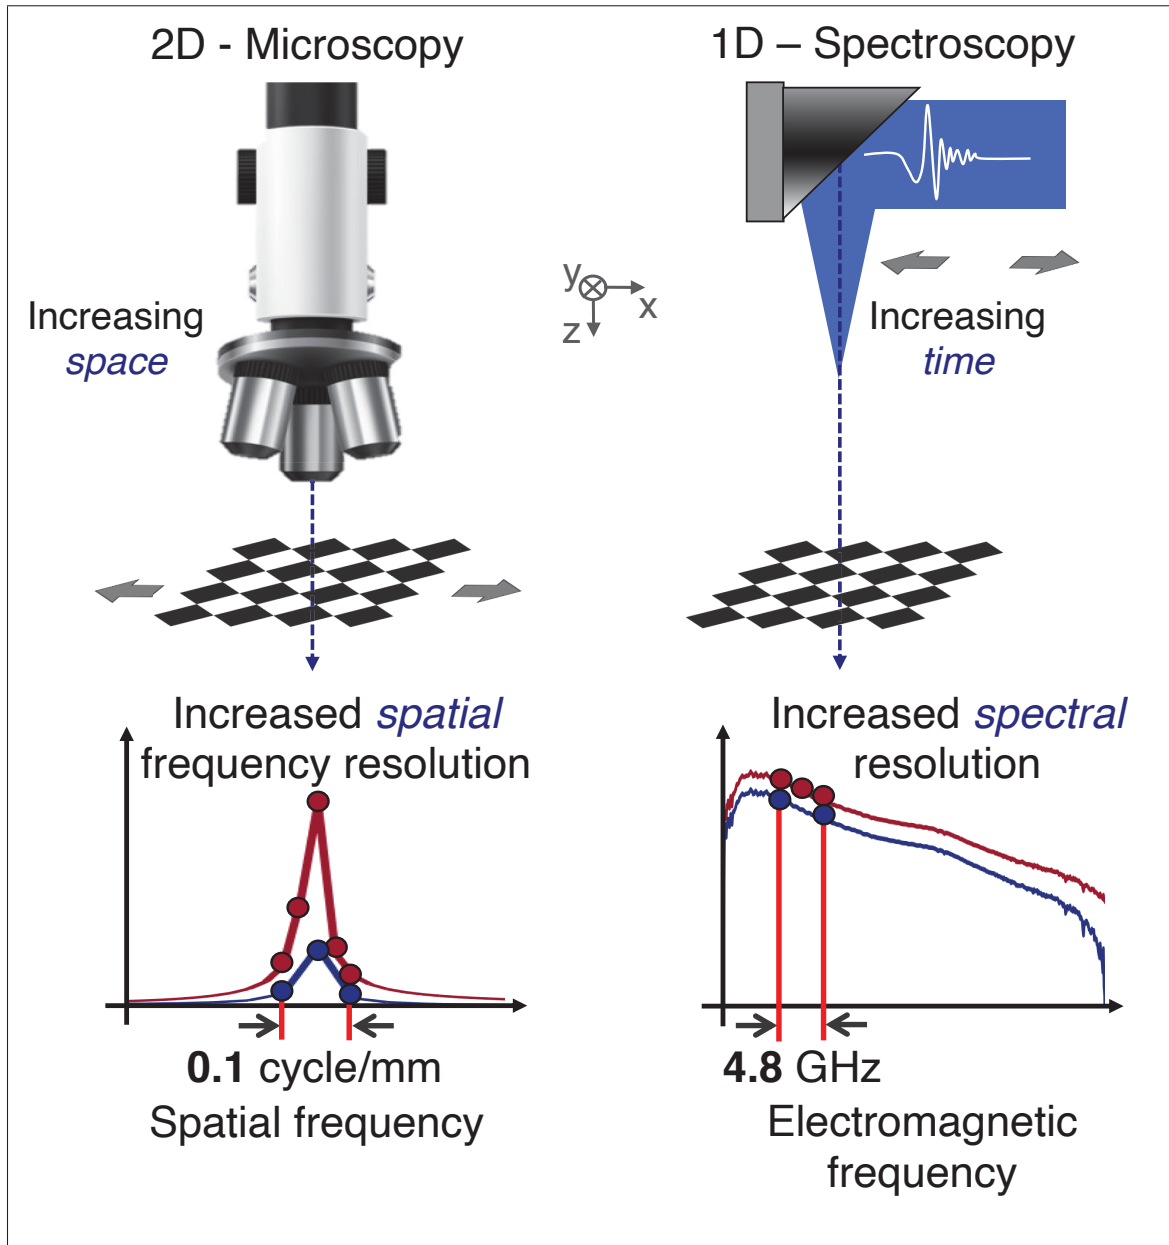 2D - Microscopy
1D – Spectroscopy
Increasing
space
y
x
z
Increasing
time
Increased spatial
frequency resolution
Increased spectral
resolution
0.1 cycle/mm
Spatial frequency
4.8 GHz
Electromagnetic
frequency